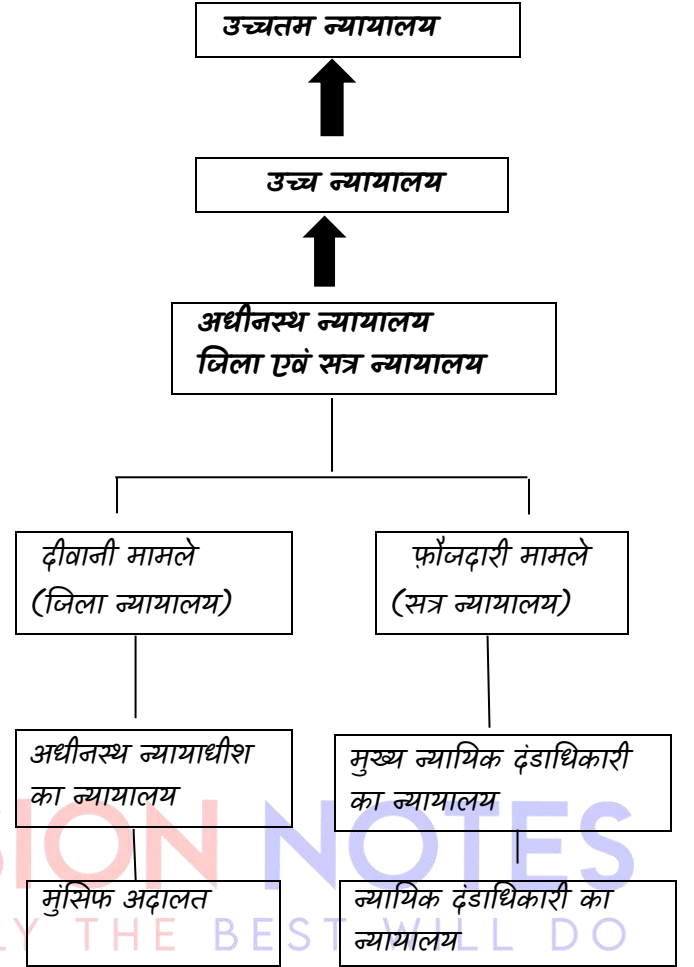 उच्चतम न्यायालय
उच्च न्यायालय
अधीनस्थ न्यायालय
जिला एवं सत्र न्यायालय
दीवानी मामले
(जिला न्यायालय)
फ़ौजदारी मामले
(सत्र न्यायालय)
अधीनस्थ न्यायाधीश
का न्यायालय
मुख्य न्यायिक दंडाधिकारी
का न्यायालय
मुंसिफ अदालत
न्यायिक दंडाधिकारी का
न्यायालय
SION NOTES
LY THE BEST WILL DO